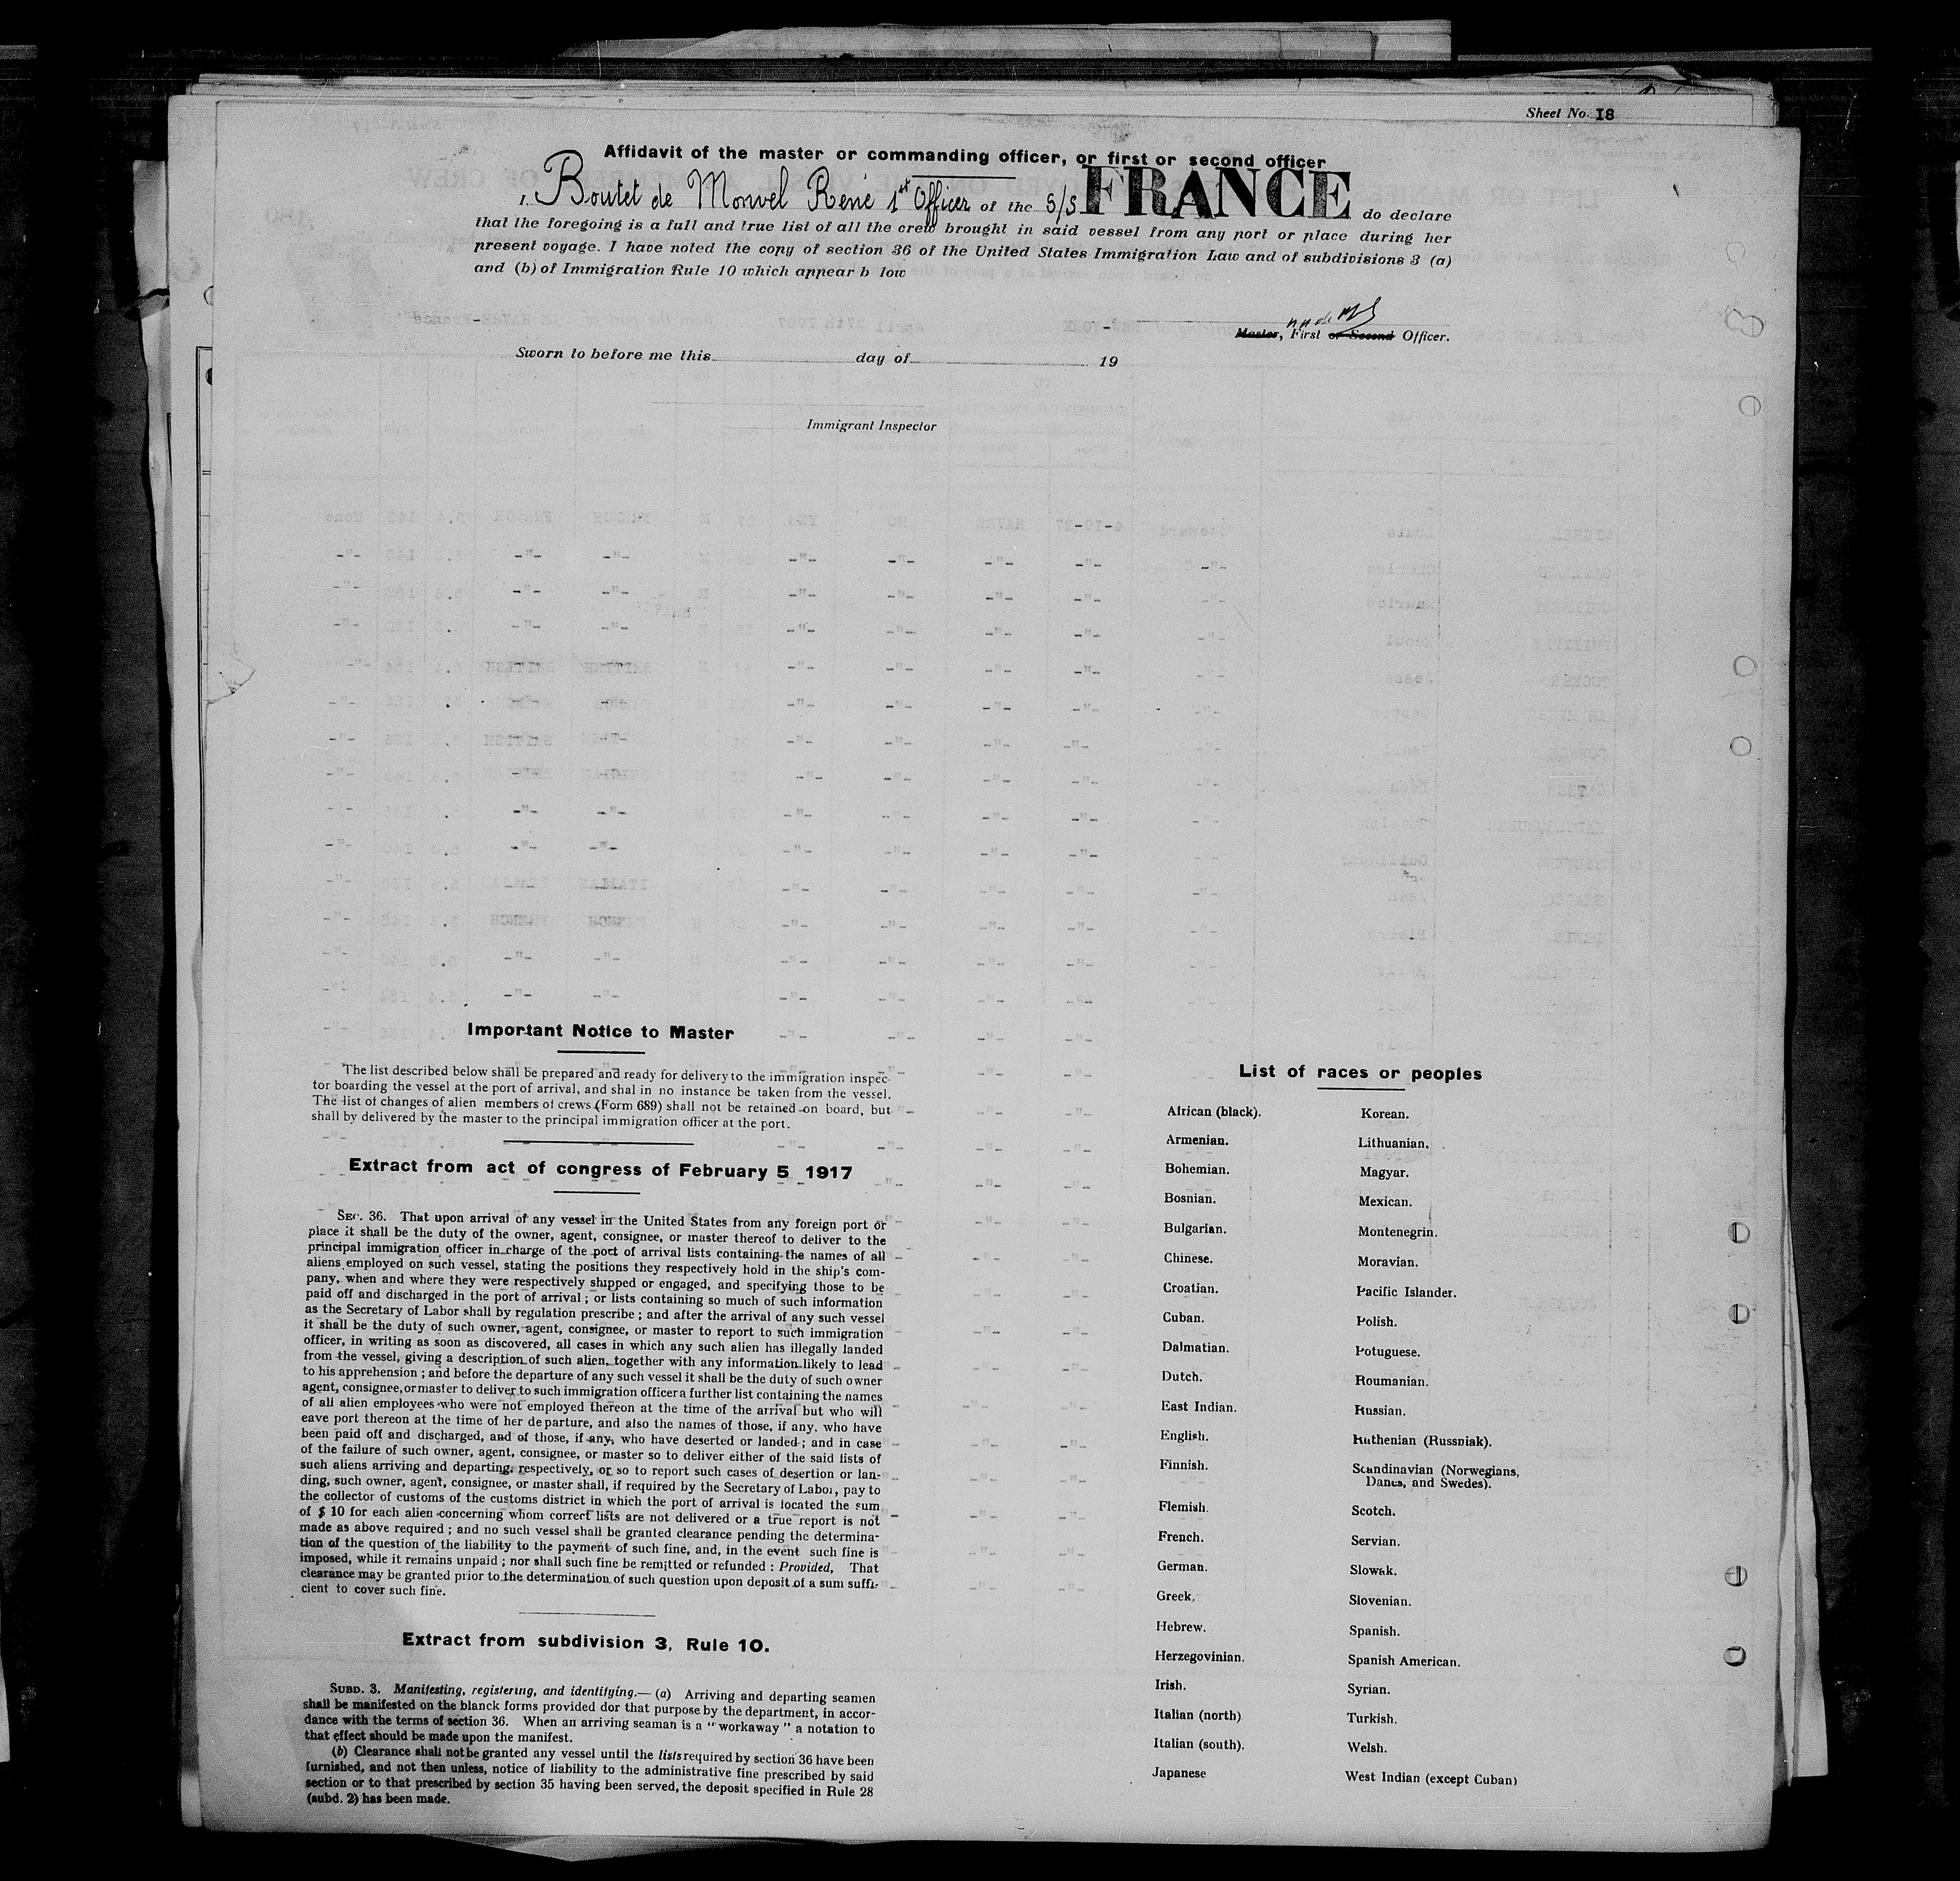 Sheet No. 18
Affidavit of the master or commanding officer, or first or second officer
I, Boutet de Monvel René 1st Officer of the S/S FRANCE do declare
that the foregoing is a full and true list of all the crew brought in said vessel from any port or place during her
present voyage. I have noted the copy of section 36 of the United States Immigration Law and of subdivisions 3 (a)
and (b) of Immigration Rule 10 which appear b low
Master, First or Second Officer.
Sworn to before me this day of 19
Immigrant Inspector
Important Notice to Master
The list described below shall be prepared and ready for delivery to the immigration inspec-
tor boarding the vessel at the port of arrival, and shal in no instance be taken from the vessel.
The list of changes of alien members of crews (Form 689) shall not be retained on board, but
shall by delivered by the master to the principal immigration officer at the port.
Extract from act of congress of February 5 1917
SEC. 36. That upon arrival of any vessel in the United States from any foreign port or
place it shall be the duty of the owner, agent, consignee, or master thereof to deliver to the
principal immigration officer in charge of the port of arrival lists containing the names of all
aliens employed on such vessel, stating the positions they respectively hold in the ship's com-
pany, when and where they were respectively shipped or engaged, and specifying those to be
paid off and discharged in the port of arrival ; or lists containing so much of such information
as the Secretary of Labor shall by regulation prescribe ; and after the arrival of any such vessel
it shall be the duty of such owner, agent, consignee, or master to report to such immigration
officer, in writing as soon as discovered, all cases in which any such alien has illegally landed
from the vessel, giving a description of such alien, together with any information likely to lead
to his apprehension ; and before the departure of any such vessel it shall be the duty of such owner
agent, consignee, or master to deliver to such immigration officer a further list containing the names
of all alien employees who were not employed thereon at the time of the arrival but who will
eave port thereon at the time of her departure, and also the names of those, if any, who have
been paid off and discharged, and of those, if any, who have deserted or landed ; and in case
of the failure of such owner, agent, consignee, or master so to deliver either of the said lists of
such aliens arriving and departing, respectively, or so to report such cases of desertion or lan-
ding, such owner, agent, consignee, or master shall, if required by the Secretary of Labor, pay to
the collector of customs of the customs district in which the port of arrival is located the sum
of $ 10 for each alien concerning whom correct lists are not delivered or a true report is not
made as above required ; and no such vessel shall be granted clearance pending the determina-
tion of the question of the liability to the payment of such fine, and, in the event such fine is
imposed, while it remains unpaid ; nor shall such fine be remitted or refunded : Provided, That
clearance may be granted prior to the determination of such question upon deposit of a sum suffi-
cient to cover such fine.
Extract from subdivision 3, Rule 10.
SUBD. 3. Manifesting, registering, and identifying.— (a) Arriving and departing seamen
shall be manifested on the blanck forms provided dor that purpose by the department, in accor-
dance with the terms of section 36. When an arriving seaman is a " workaway " a notation to
that effect should be made upon the manifest.
(b) Clearance shall not be granted any vessel until the lists required by section 36 have been
furnished, and not then unless, notice of liability to the administrative fine prescribed by said
section or to that prescribed by section 35 having been served, the deposit specified in Rule 28
(subd. 2) has been made.
List of races or peoples
African (black).
Armenian.
Bohemian.
Bosnian.
Bulgarian.
Chinese.
Croatian.
Cuban.
Dalmatian.
Dutch.
East Indian.
English.
Finnish.
Flemish.
French.
German.
Greek.
Hebrew.
Herzegovinian.
Irish.
Italian (north)
Italian (south).
Japanese
Korean.
Lithuanian.
Magyar.
Mexican.
Montenegrin.
Moravian.
Pacific Islander.
Polish.
Potuguese.
Roumanian.
Russian.
Ruthenian (Russniak).
Scandinavian (Norwegians,
Danes, and Swedes).
Scotch.
Servian.
Slowak.
Slovenian.
Spanish.
Spanish American.
Syrian.
Turkish.
Welsh.
West Indian (except Cuban)